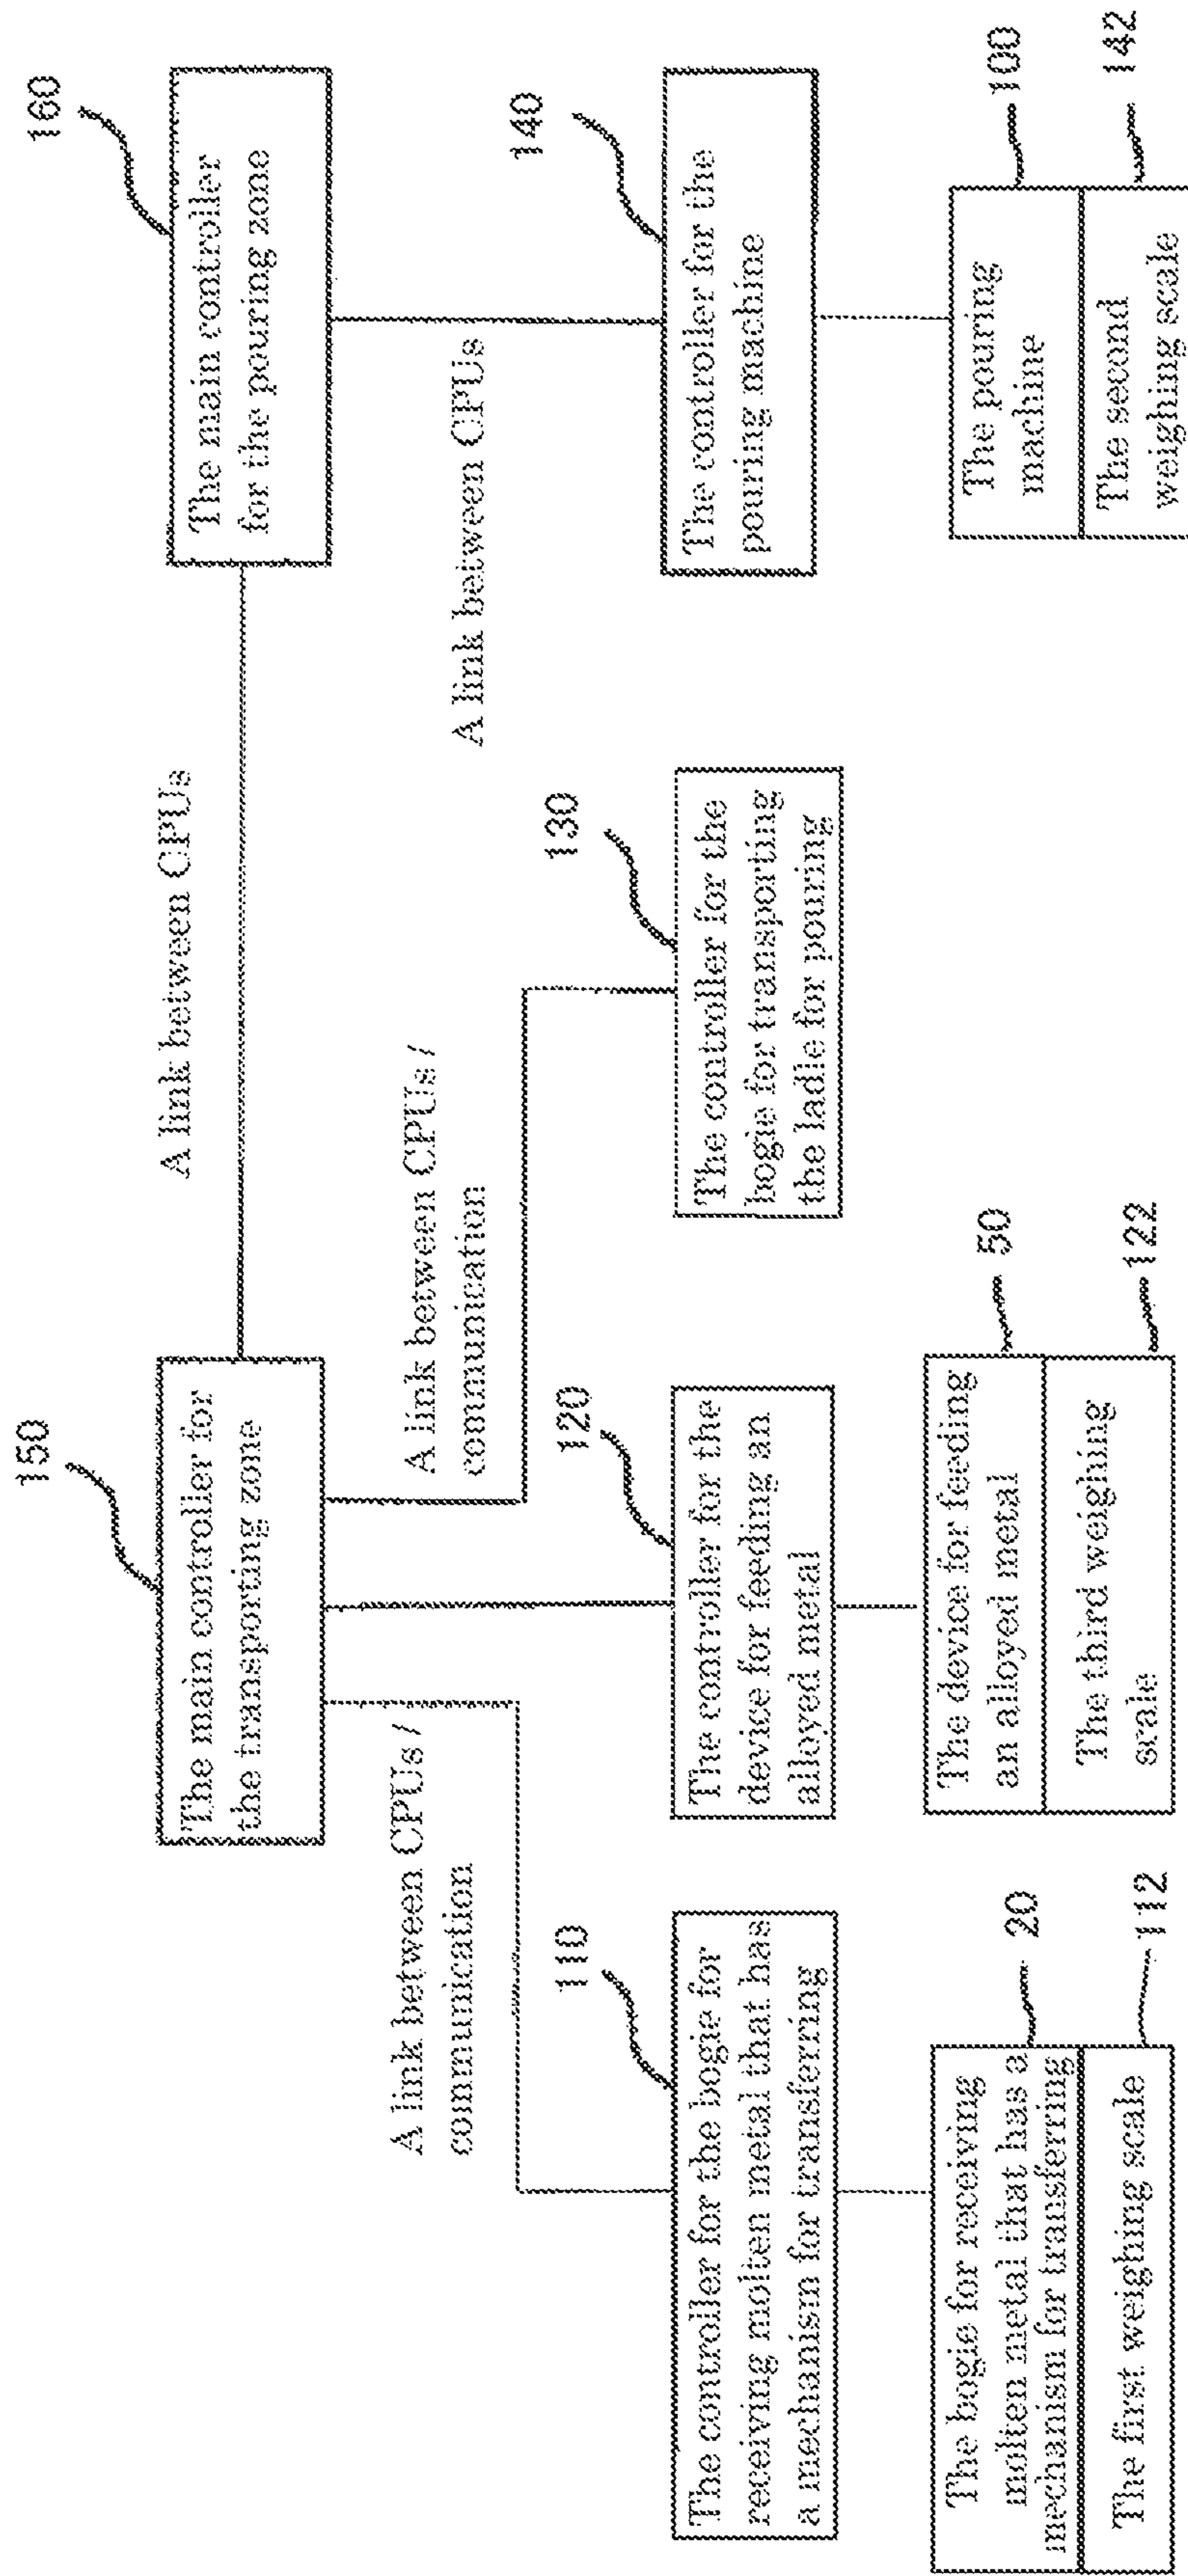 150
The main controller for
the transporting zone
A link between CPUs
160
The main controller
for the pouring zone
A link between CPUs /
communication
A link between CPUs /
communication
A link between CPUs
110
The controller for the bogie for
receiving molten metal that has
a mechanism for transferring
120
The controller for the
device for feeding an
alloyed metal
130
The controller for the
bogie for transporting
the ladle for pouring
140
The controller for the
pouring machine
The bogie for receiving
molten metal that has a
mechanism for transferring
20
The first weighing scale
112
The device for feeding
an alloyed metal
50
The third weighing
scale
122
The pouring
machine
100
The second
weighing scale
142